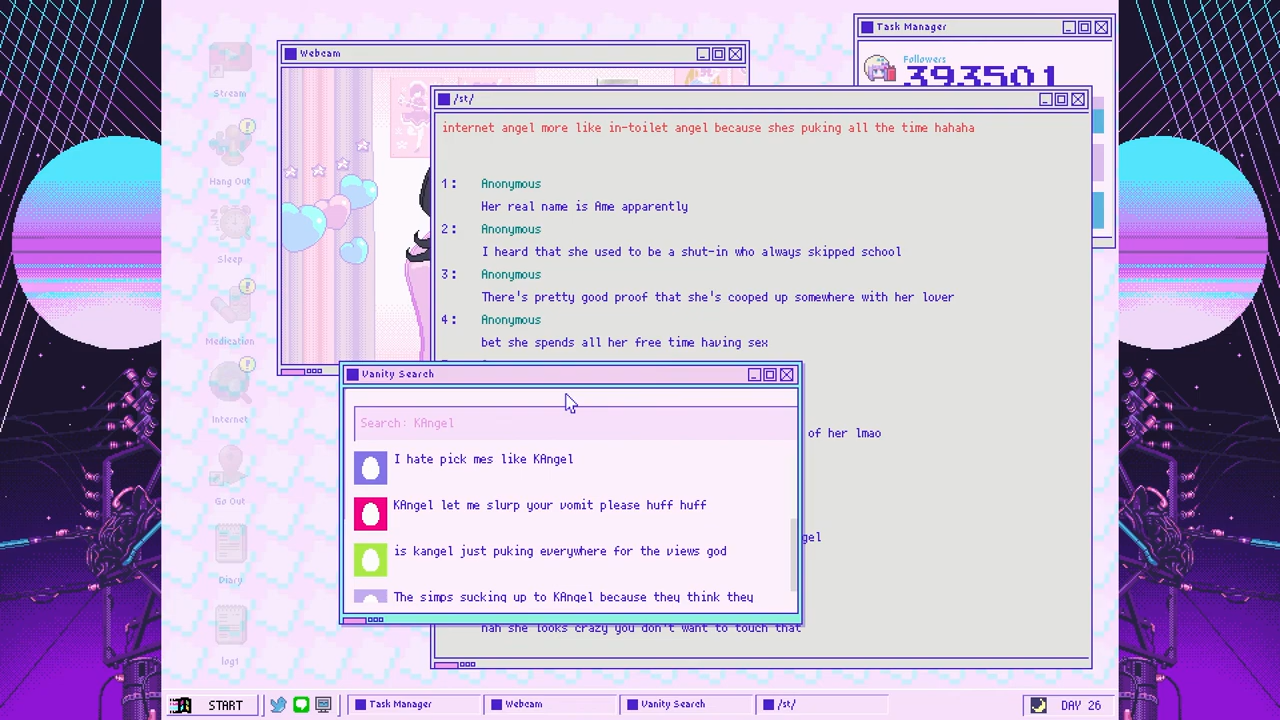 Stream
Hang Out
Sleep
Medication
Internet
Go Out
Diary
log1
Webcam
Task Manager
Followers
393501
/st/
internet angel more like in-toilet angel because shes puking all the time hahaha
1: Anonymous
Her real name is Ame apparently
2: Anonymous
I heard that she used to be a shut-in who always skipped school
3: Anonymous
There's pretty good proof that she's cooped up somewhere with her lover
4: Anonymous
bet she spends all her free time having sex
of her lmao
gel
nah she looks crazy you don't want to touch that
Vanity Search
Search: KAngel
I hate pick mes like KAngel
KAngel let me slurp your vomit please huff huff
is kangel just puking everywhere for the views god
The simps sucking up to KAngel because they think they
START
Task Manager
Webcam
Vanity Search
/st/
DAY 26